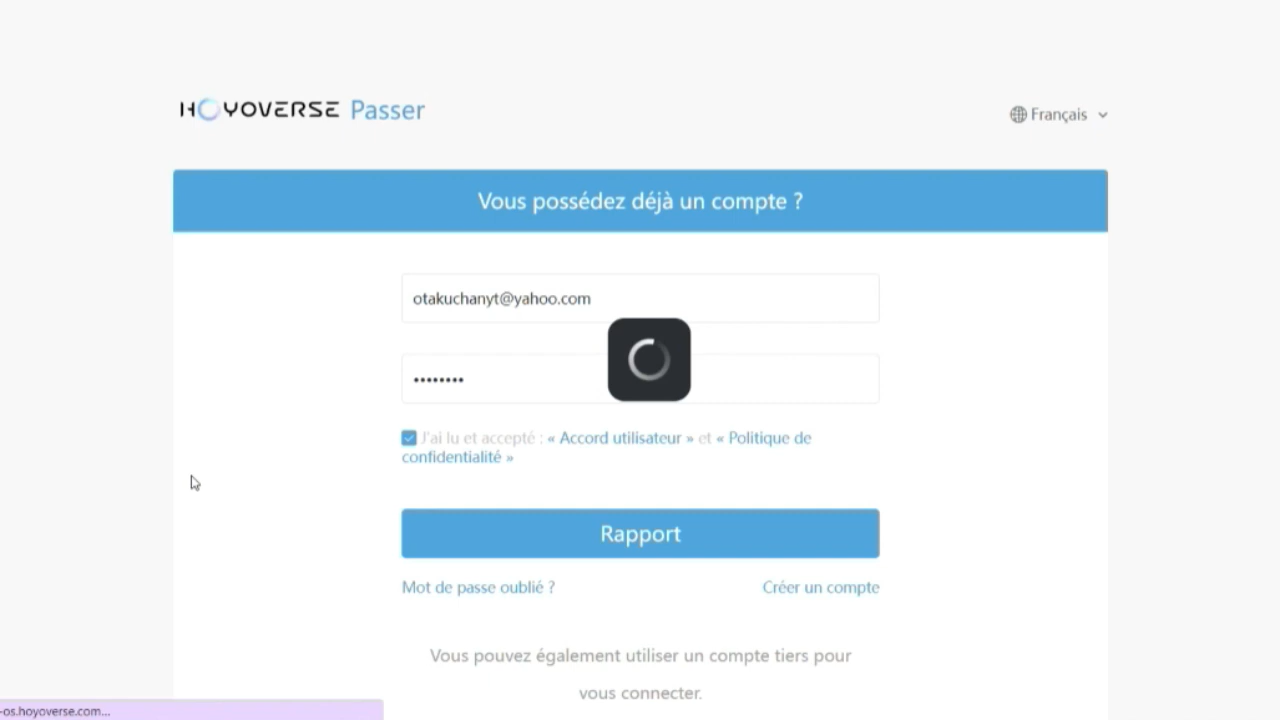 HOYOVERSE Passer
Français
Vous possédez déjà un compte ?
otakuchanyt@yahoo.com
••••••••
J'ai lu et accepté : « Accord utilisateur » et « Politique de
confidentialité »
Rapport
Mot de passe oublié ?
Créer un compte
Vous pouvez également utiliser un compte tiers pour
vous connecter.
-os.hoyoverse.com...